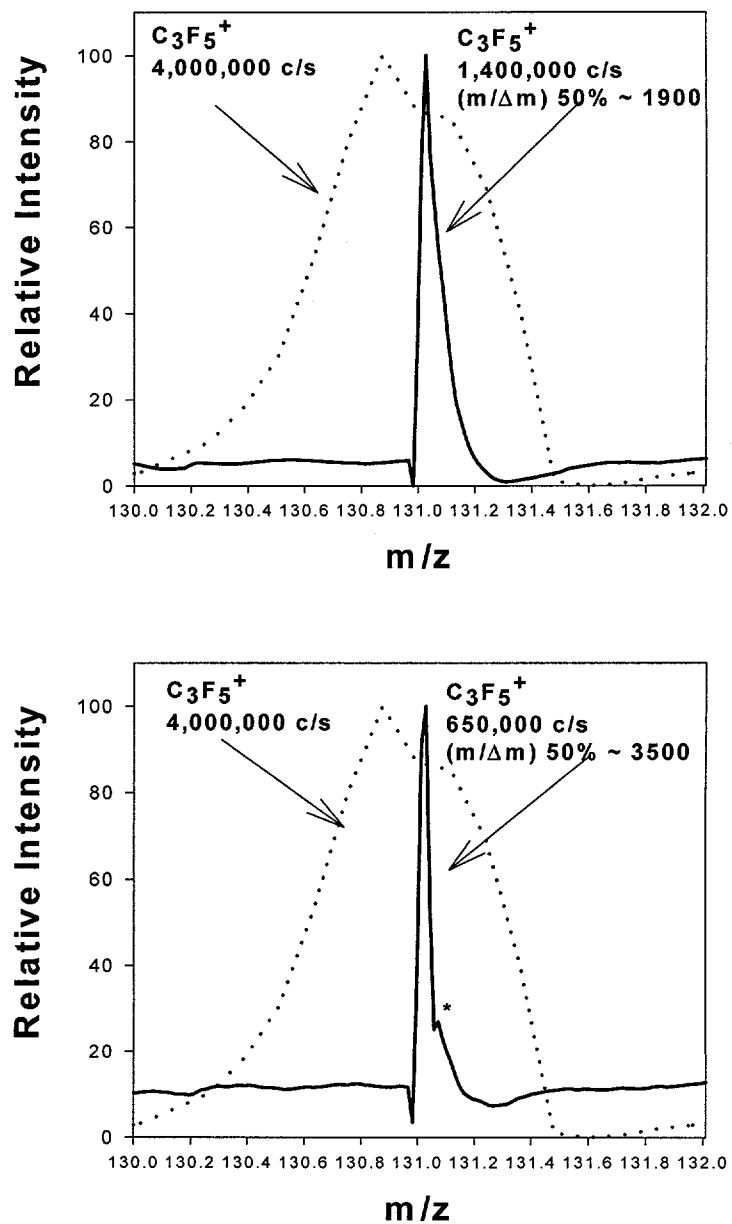 C3F5+
4,000,000 c/s
C3F5+
1,400,000 c/s
(m/Δm) 50% ~ 1900
100
80
60
40
20
0
Relative Intensity
130.0 130.2 130.4 130.6 130.8 131.0 131.2 131.4 131.6 131.8 132.0
m/z
C3F5+
4,000,000 c/s
C3F5+
650,000 c/s
(m/Δm) 50% ~ 3500
100
80
60
40
*
20
0
Relative Intensity
130.0 130.2 130.4 130.6 130.8 131.0 131.2 131.4 131.6 131.8 132.0
m/z